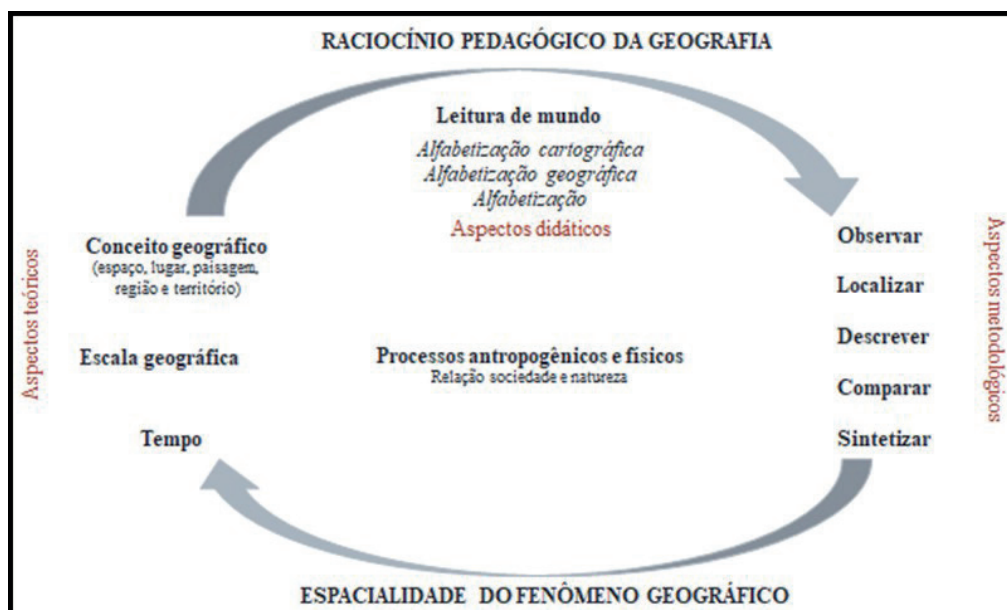 RACIOCÍNIO PEDAGÓGICO DA GEOGRAFIA
Leitura de mundo
Alfabetização cartográfica
Alfabetização geográfica
Alfabetização
Aspectos didáticos
Aspectos teóricos
Conceito geográfico
(espaço, lugar, paisagem,
região e território)
Escala geográfica
Tempo
Processos antropogênicos e físicos
Relação sociedade e natureza
Observar
Localizar
Descrever
Comparar
Sintetizar
Aspectos metodológicos
ESPACIALIDADE DO FENÔMENO GEOGRÁFICO